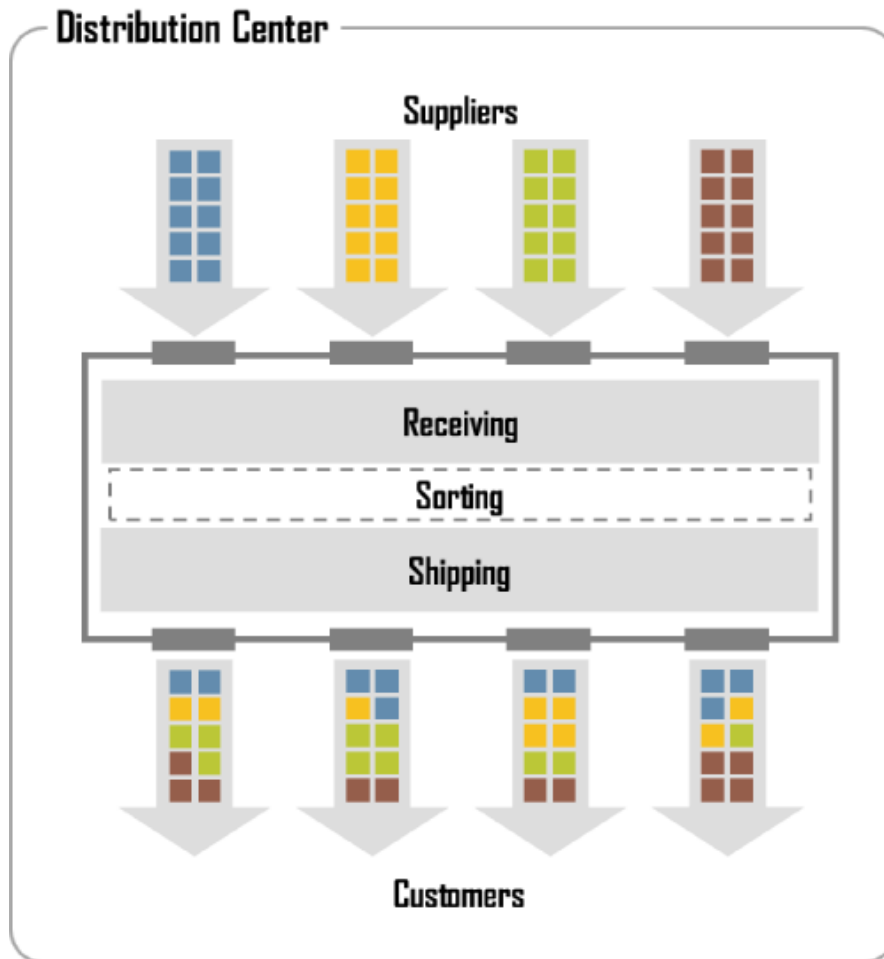 Distribution Center
Suppliers
Receiving
Sorting
Shipping
Customers